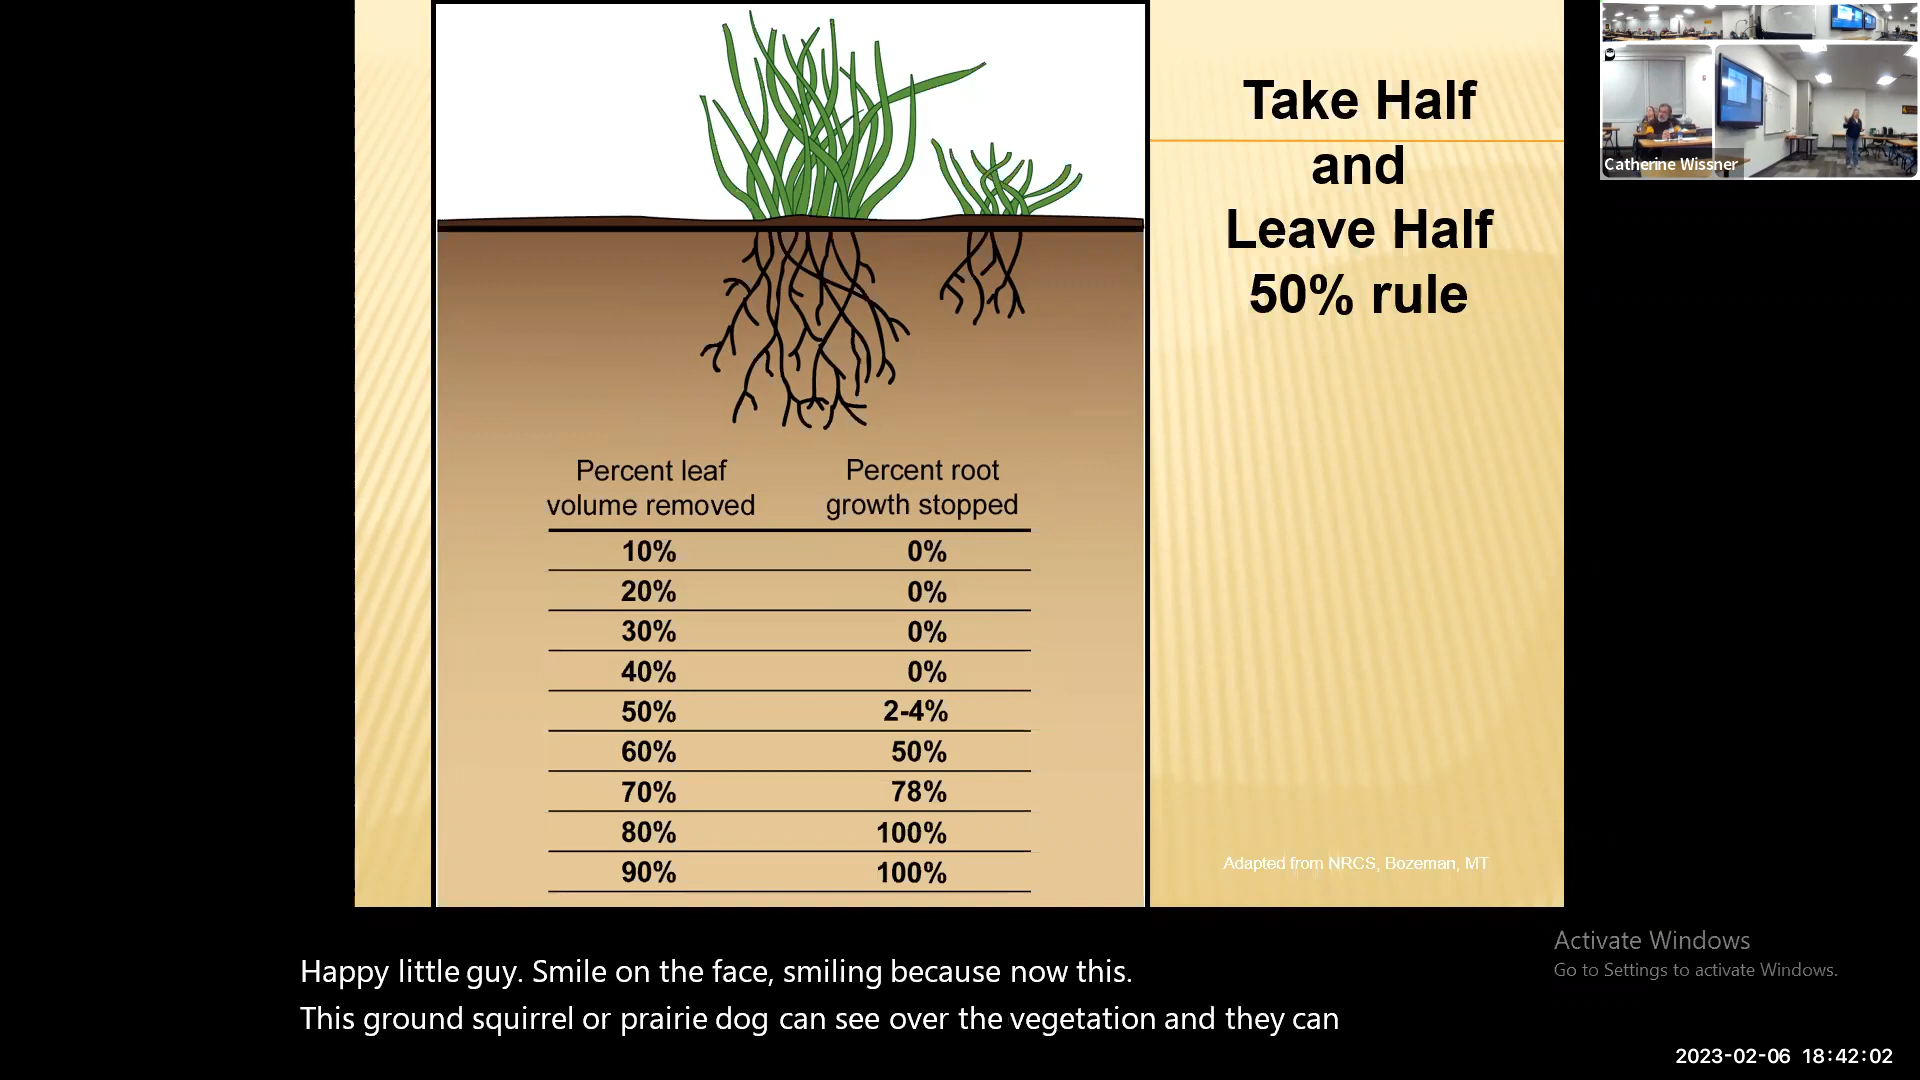 Take Half
and
Leave Half
50% rule
Percent leaf volume removed Percent root growth stopped
10% 0%
20% 0%
30% 0%
40% 0%
50% 2-4%
60% 50%
70% 78%
80% 100%
90% 100%
Adapted from NRCS, Bozeman, MT
Catherine Wissner
Happy little guy. Smile on the face, smiling because now this.
This ground squirrel or prairie dog can see over the vegetation and they can
Activate Windows
Go to Settings to activate Windows.
2023-02-06 18:42:02